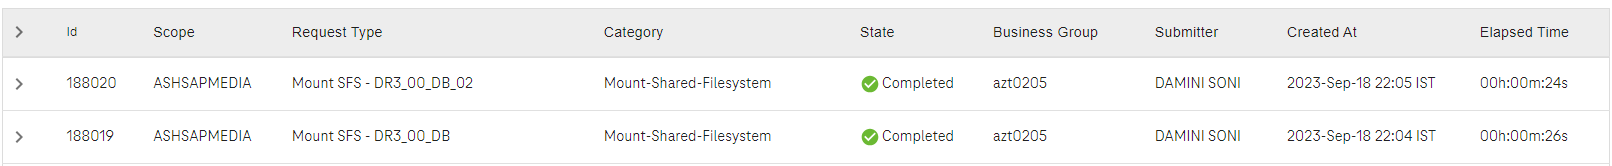 Id Scope Request Type Category State Business Group Submitter Created At Elapsed Time
188020 ASHSAPMEDIA Mount SFS - DR3_00_DB_02 Mount-Shared-Filesystem Completed azt0205 DAMINI SONI 2023-Sep-18 22:05 IST 00h:00m:24s
188019 ASHSAPMEDIA Mount SFS - DR3_00_DB Mount-Shared-Filesystem Completed azt0205 DAMINI SONI 2023-Sep-18 22:04 IST 00h:00m:26s